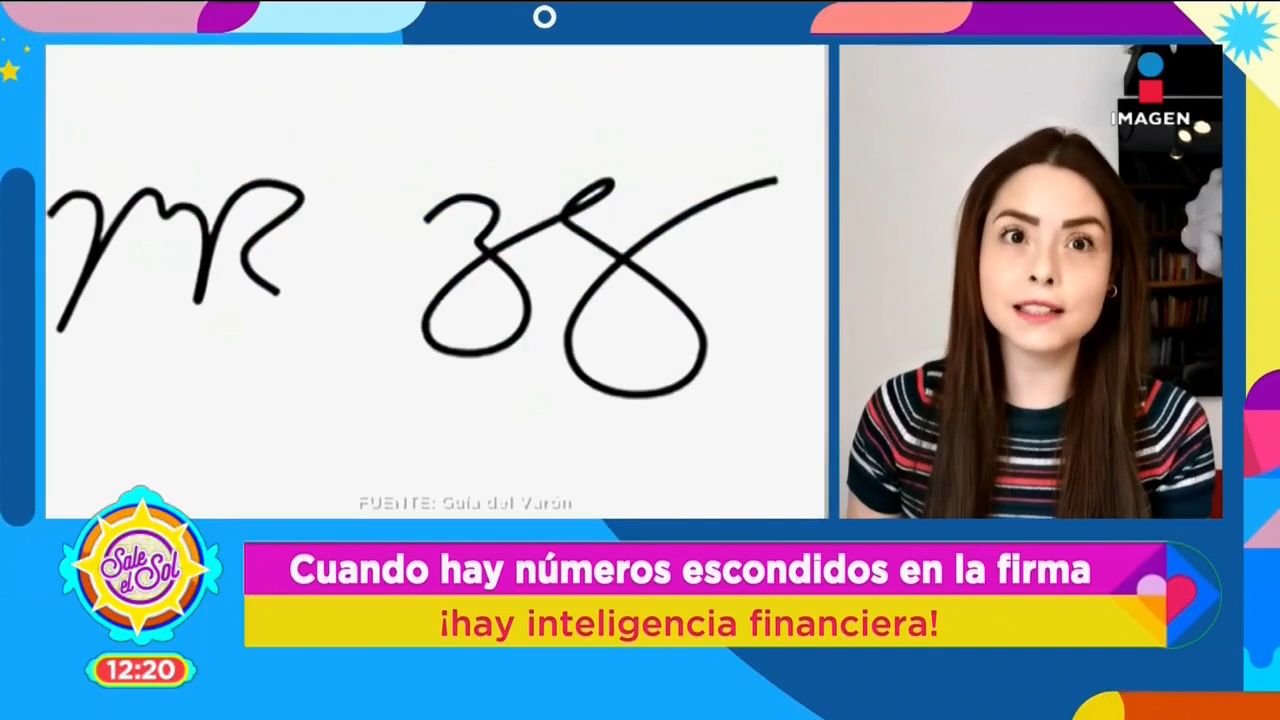 IMAGEN
FUENTE: Guía del Varón
Sale
el Sol
Cuando hay números escondidos en la firma
¡hay inteligencia financiera!
12:20